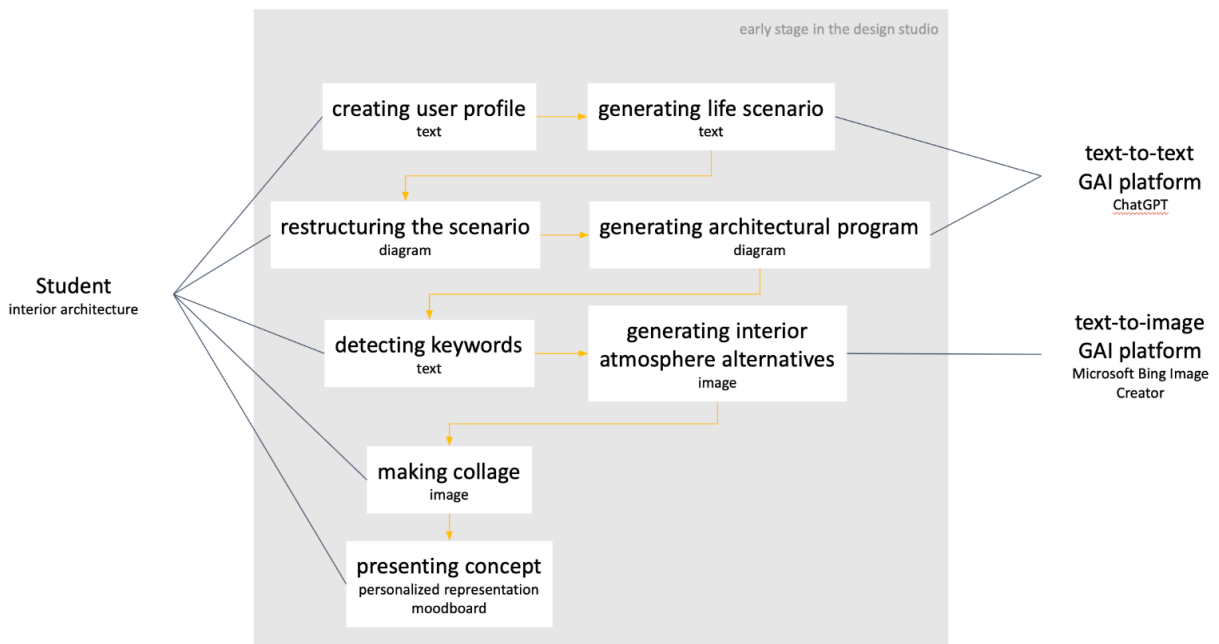 early stage in the design studio
creating user profile
text
generating life scenario
text
text-to-text
GAI platform
ChatGPT
restructuring the scenario
diagram
generating architectural program
diagram
Student
interior architecture
detecting keywords
text
generating interior
atmosphere alternatives
image
text-to-image
GAI platform
Microsoft Bing Image
Creator
making collage
image
presenting concept
personalized representation
moodboard